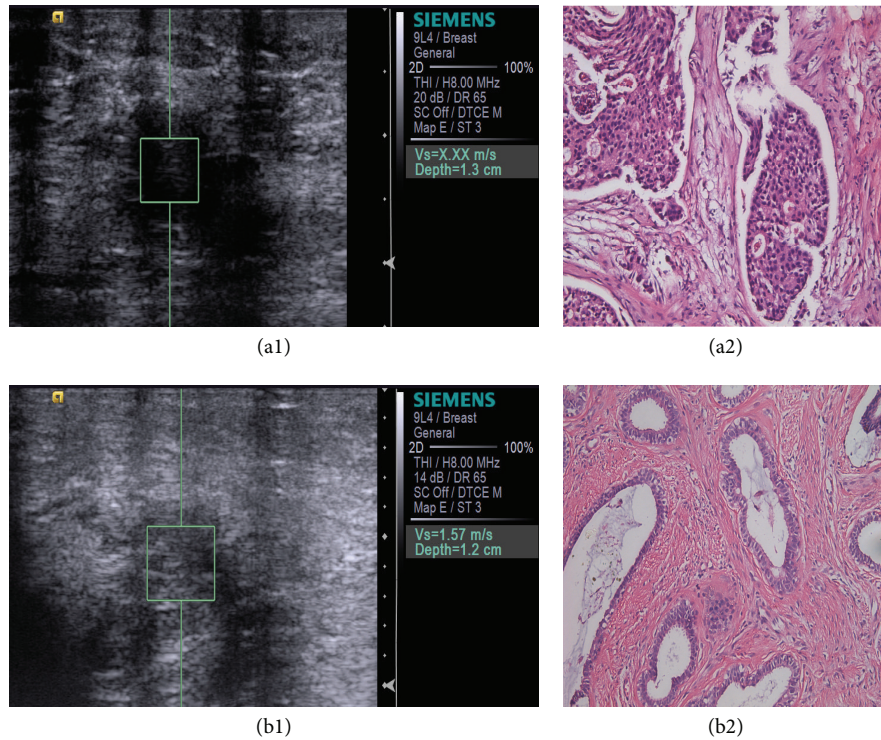 SIEMENS
9L4 / Breast
General
2D 100%
THI / H8.00 MHz
20 dB / DR 65
SC Off / DTCE M
Map E / ST 3
Vs=X.XX m/s
Depth=1.3 cm
(a1)
(a2)
SIEMENS
9L4 / Breast
General
2D 100%
THI / H8.00 MHz
14 dB / DR 65
SC Off / DTCE M
Map E / ST 3
Vs=1.57 m/s
Depth=1.2 cm
(b1)
(b2)